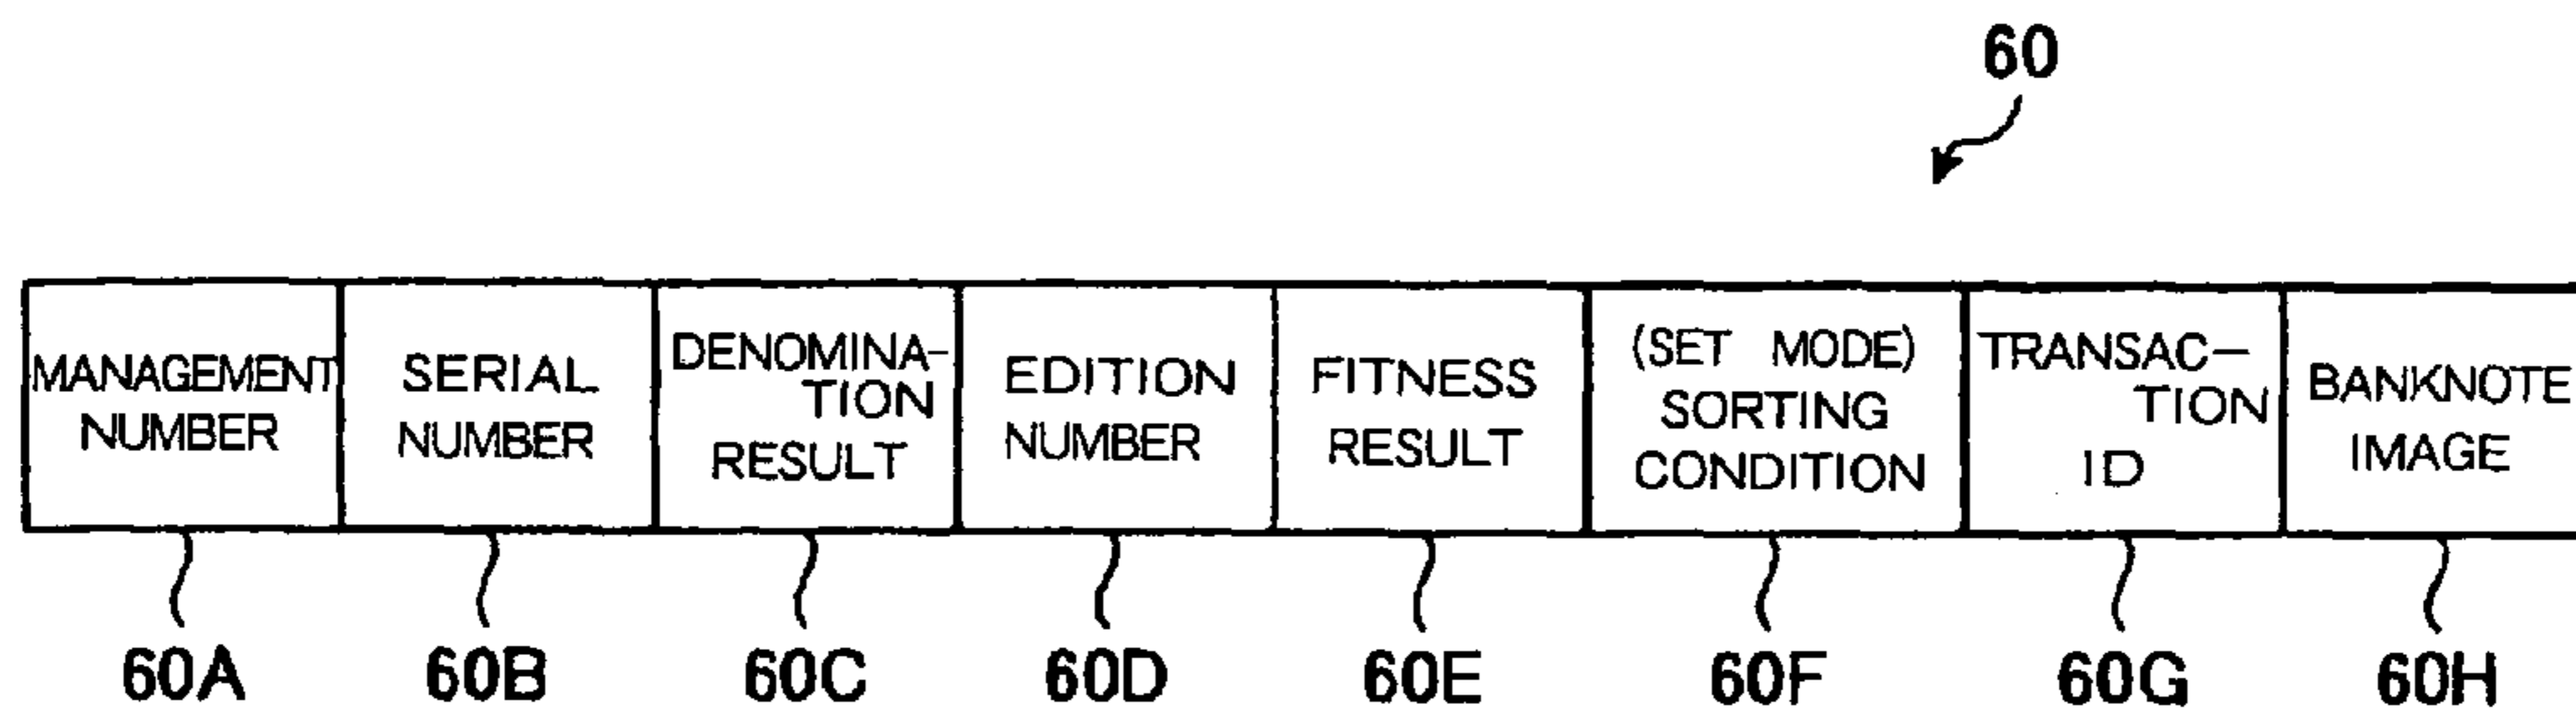 60
MANAGEMENT
NUMBER
SERIAL
NUMBER
DENOMINA-
TION
RESULT
EDITION
NUMBER
FITNESS
RESULT
(SET MODE)
SORTING
CONDITION
TRANSAC-
TION
ID
BANKNOTE
IMAGE
60A 60B 60C 60D 60E 60F 60G 60H